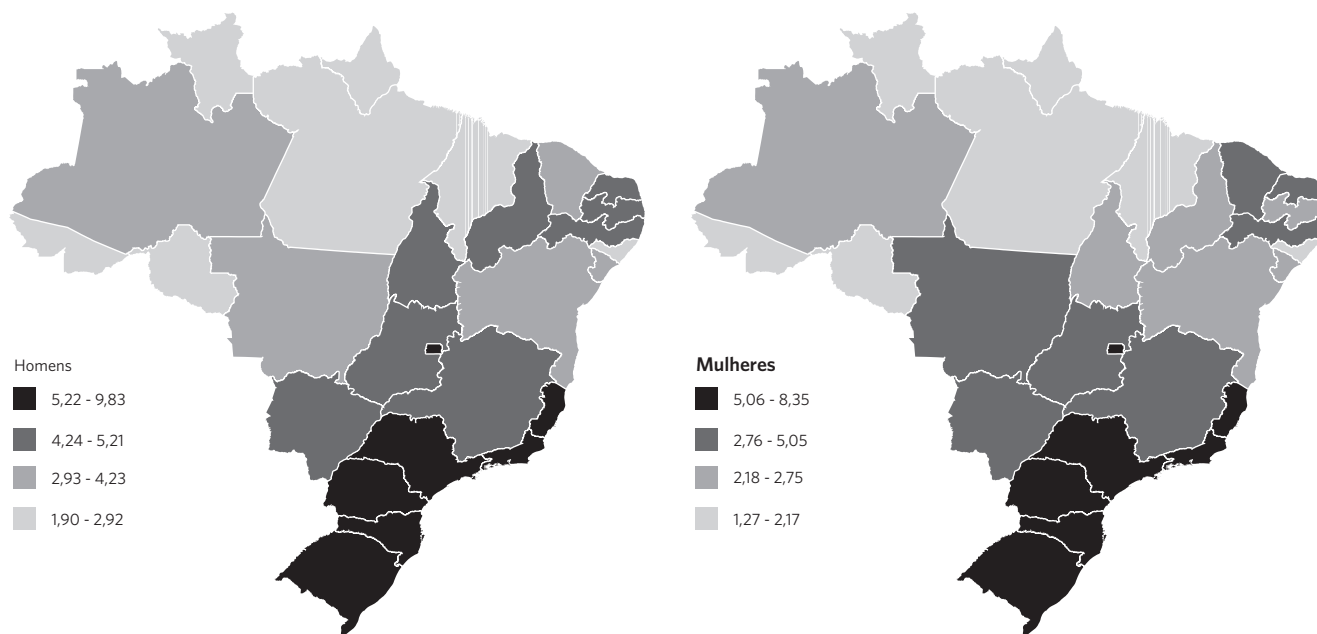 Homens
5,22 - 9,83
4,24 - 5,21
2,93 - 4,23
1,90 - 2,92
Mulheres
5,06 - 8,35
2,76 - 5,05
2,18 - 2,75
1,27 - 2,17